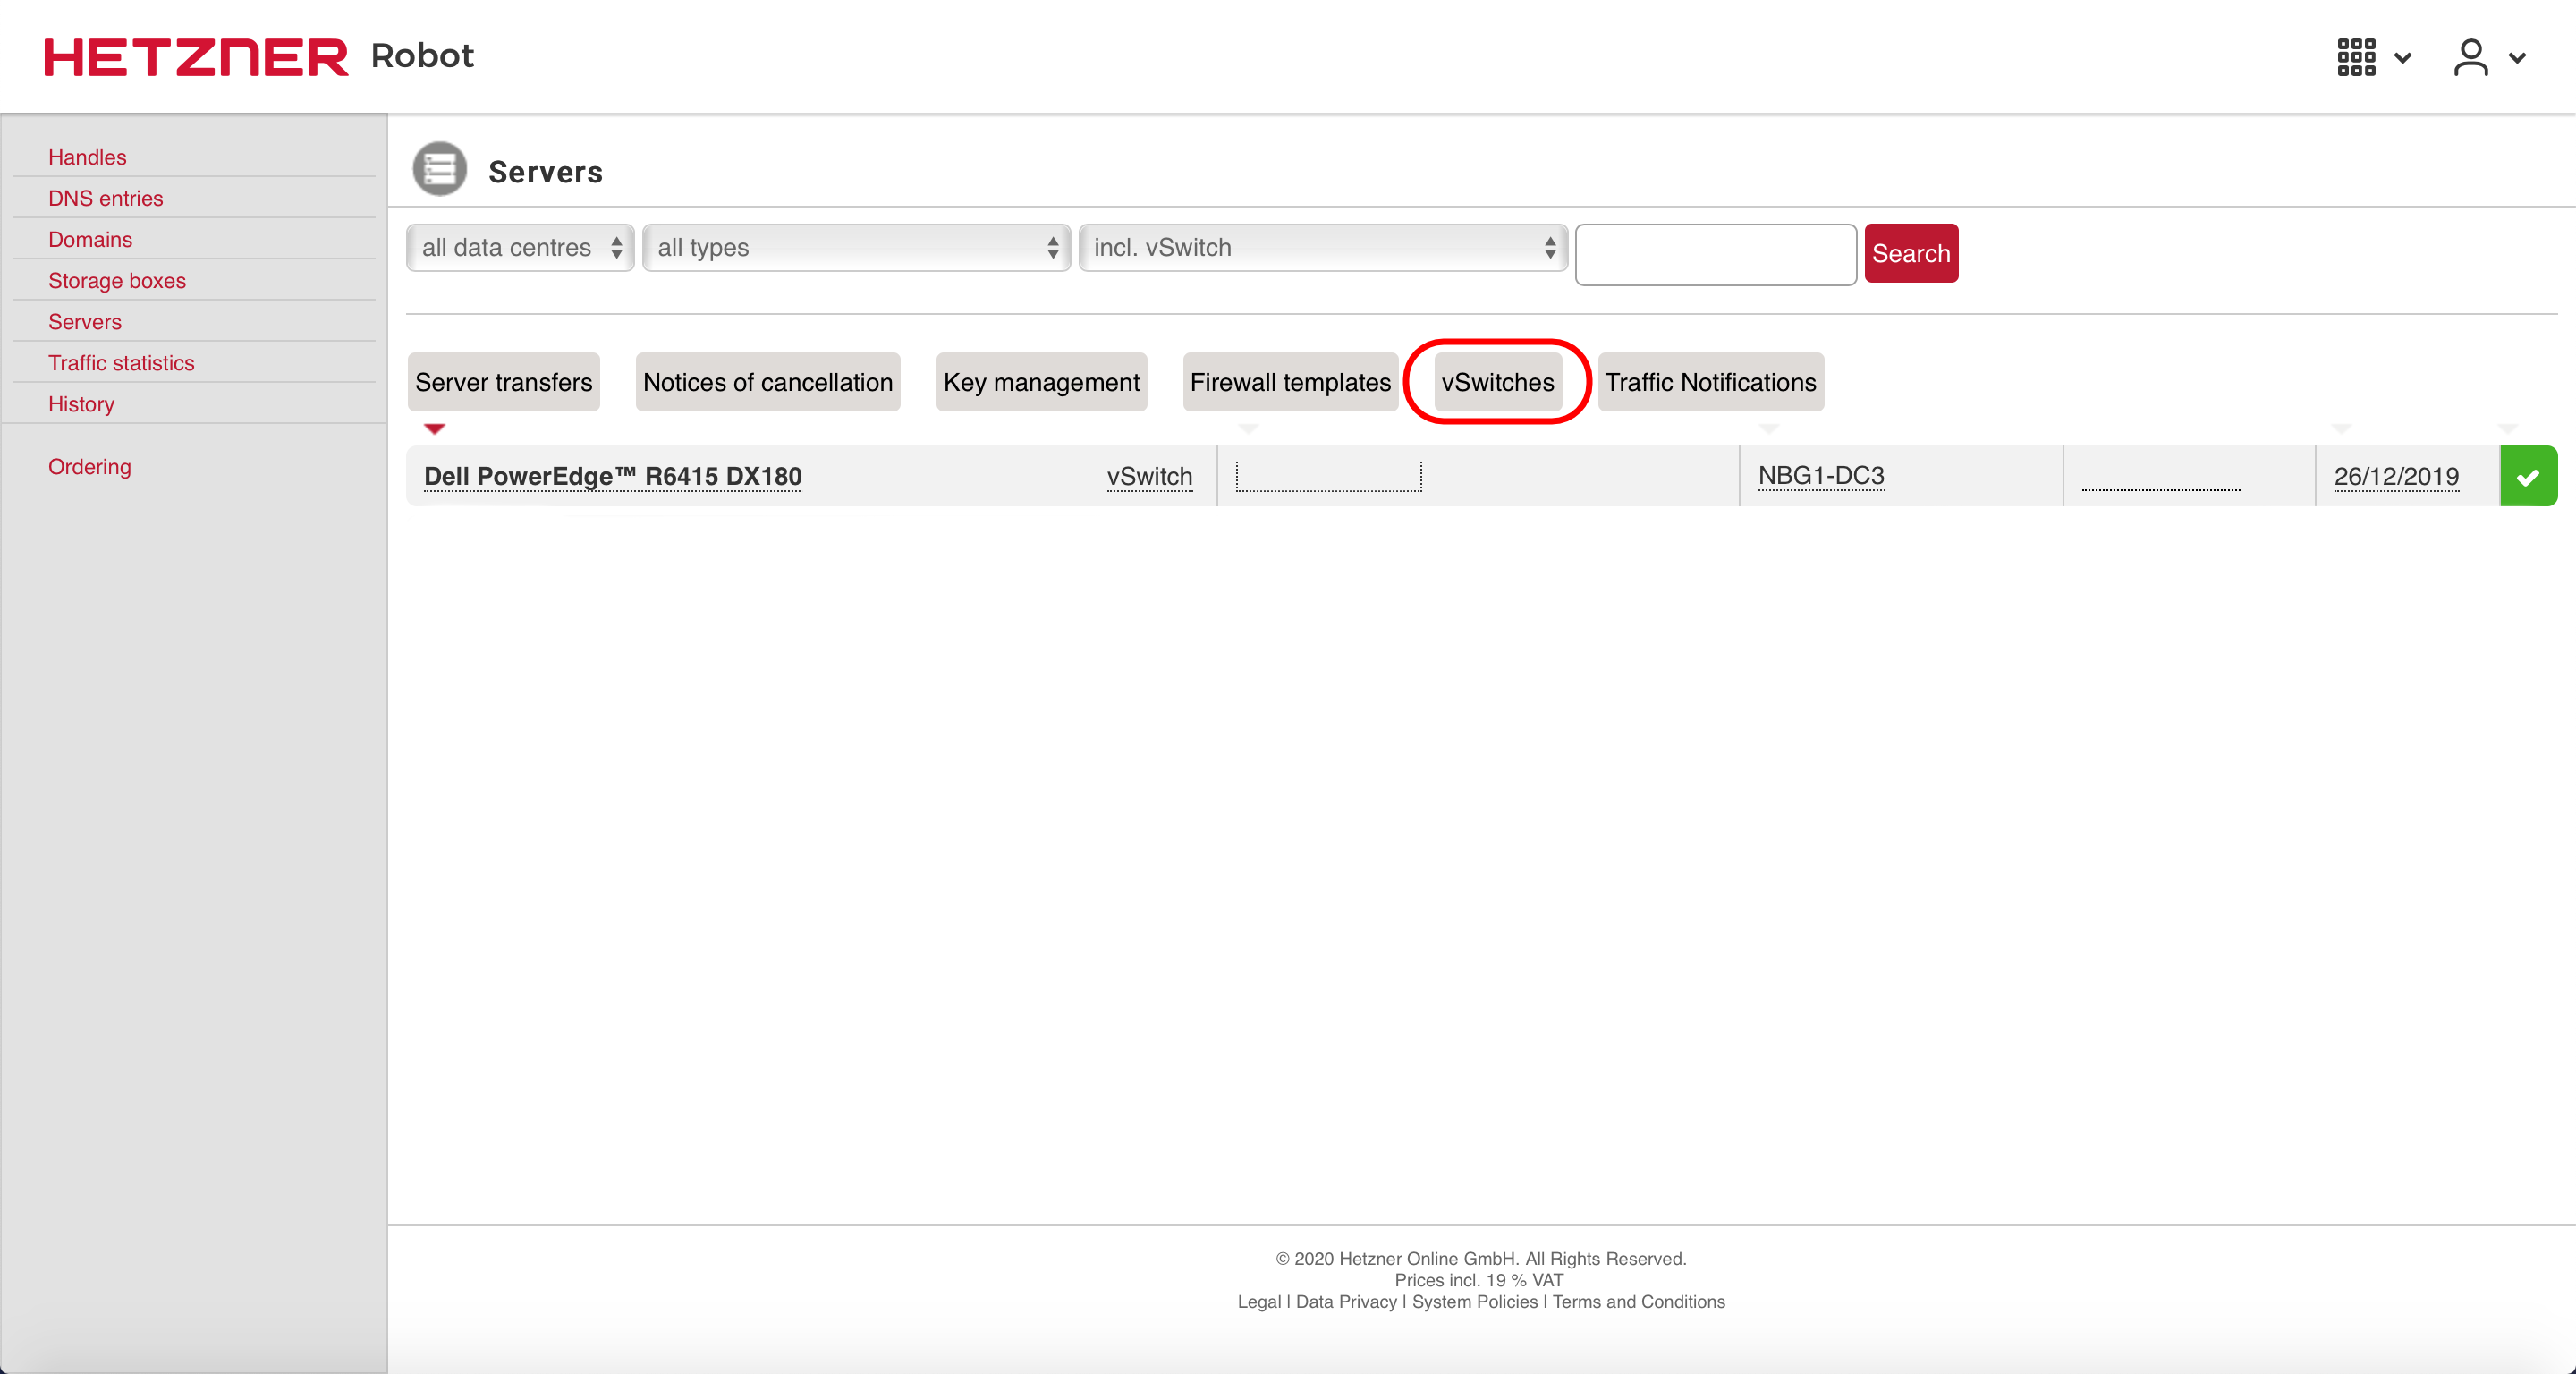 HETZNER Robot
Handles
DNS entries
Domains
Storage boxes
Servers
Traffic statistics
History
Ordering
Servers
all data centres all types incl. vSwitch Search
Server transfers Notices of cancellation Key management Firewall templates vSwitches Traffic Notifications
Dell PowerEdge™ R6415 DX180 vSwitch NBG1-DC3 26/12/2019
© 2020 Hetzner Online GmbH. All Rights Reserved.
Prices incl. 19 % VAT
Legal | Data Privacy | System Policies | Terms and Conditions